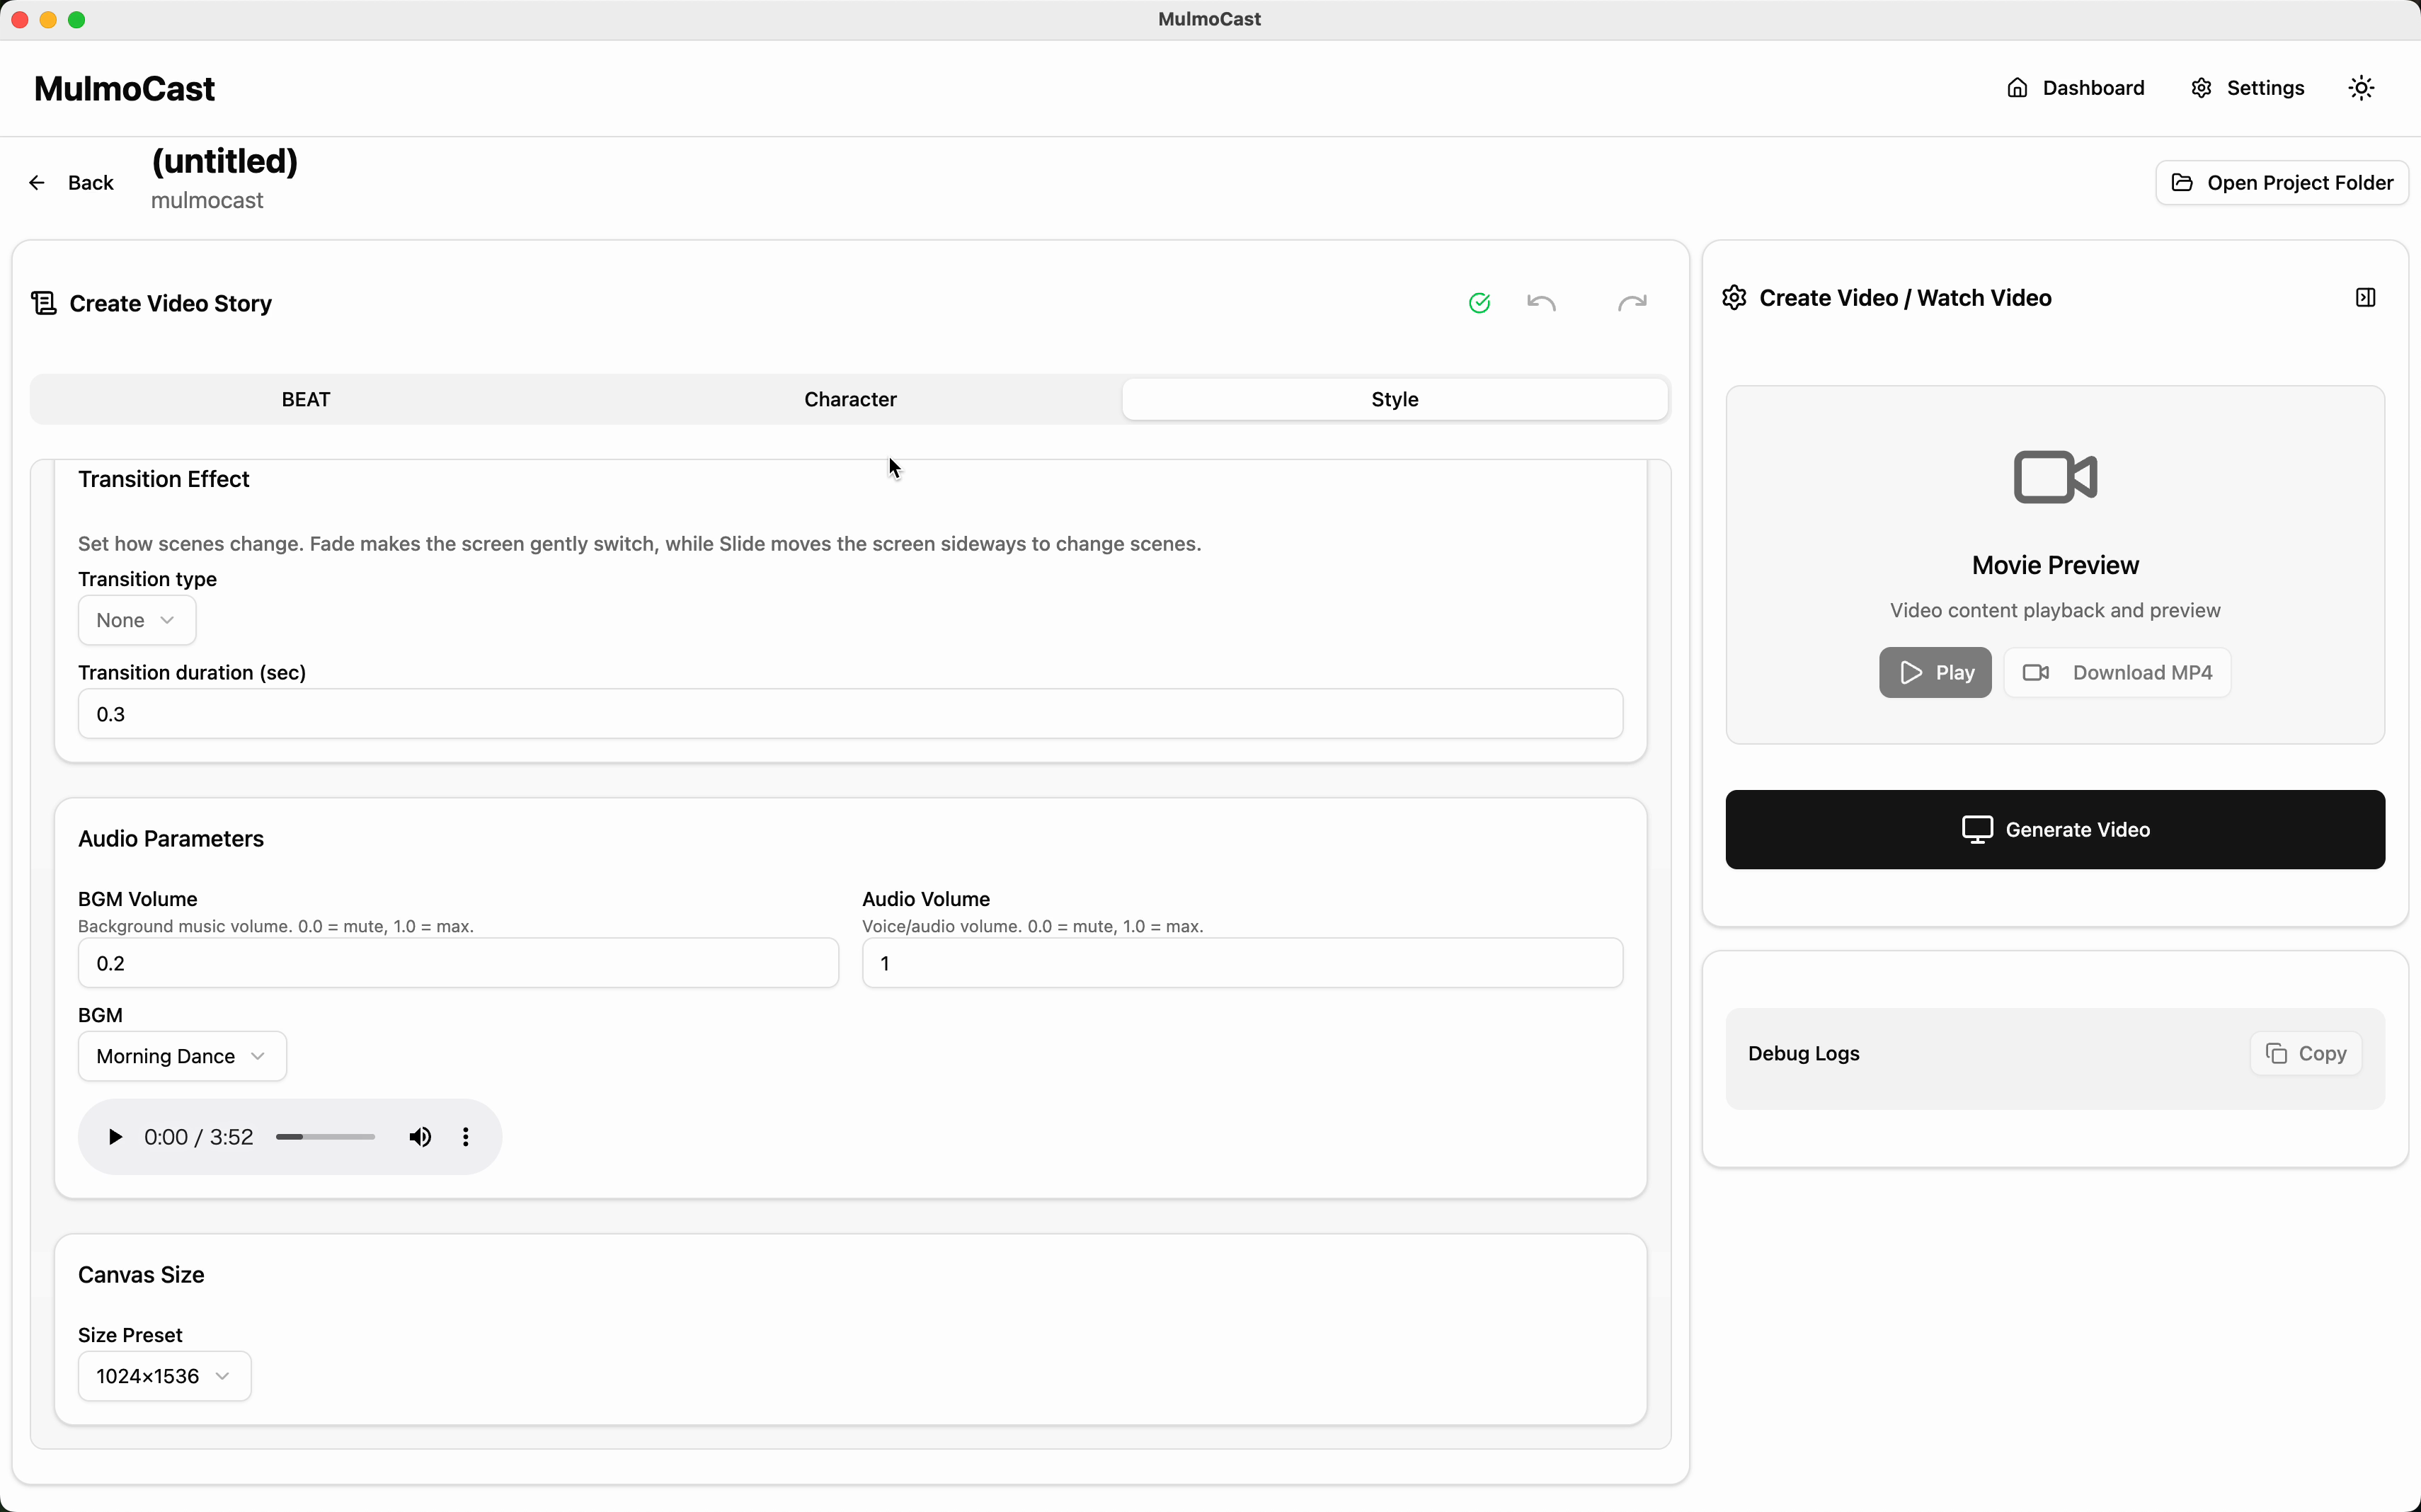 MulmoCast
MulmoCast
Dashboard
Settings
Back
(untitled)
mulmocast
Open Project Folder
Create Video Story
BEAT
Character
Style
Transition Effect
Set how scenes change. Fade makes the screen gently switch, while Slide moves the screen sideways to change scenes.
Transition type
None
Transition duration (sec)
0.3
Audio Parameters
BGM Volume
Background music volume. 0.0 = mute, 1.0 = max.
0.2
Audio Volume
Voice/audio volume. 0.0 = mute, 1.0 = max.
1
BGM
Morning Dance
0:00 / 3:52
Canvas Size
Size Preset
1024×1536
Create Video / Watch Video
Movie Preview
Video content playback and preview
Play
Download MP4
Generate Video
Debug Logs
Copy